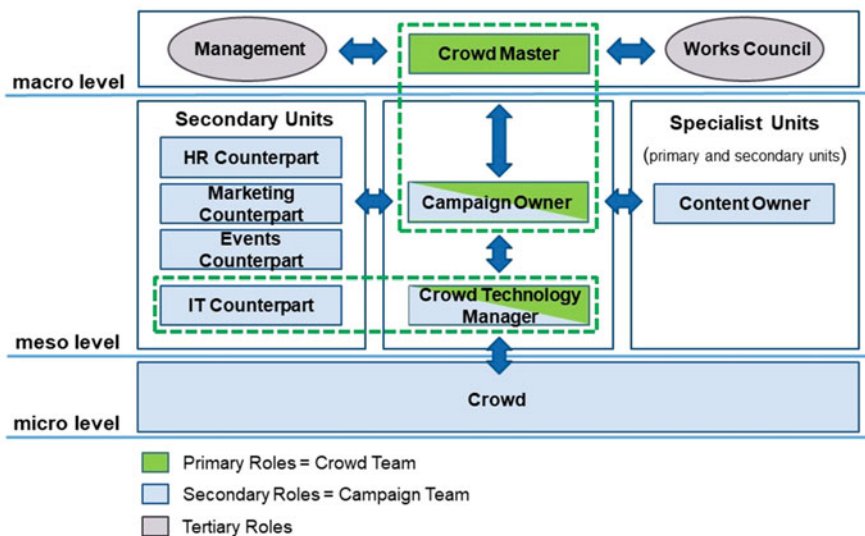 Management
Crowd Master
Works Council
macro level
Secondary Units
HR Counterpart
Marketing
Counterpart
Events
Counterpart
IT Counterpart
Campaign Owner
Crowd Technology
Manager
Specialist Units
(primary and secondary units)
Content Owner
meso level
Crowd
micro level
Primary Roles = Crowd Team
Secondary Roles = Campaign Team
Tertiary Roles